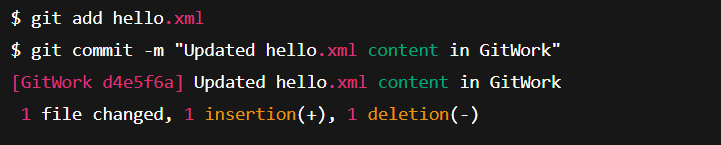 $ git add hello.xml
$ git commit -m "Updated hello.xml content in GitWork"
[GitWork d4e5f6a] Updated hello.xml content in GitWork
 1 file changed, 1 insertion(+), 1 deletion(-)